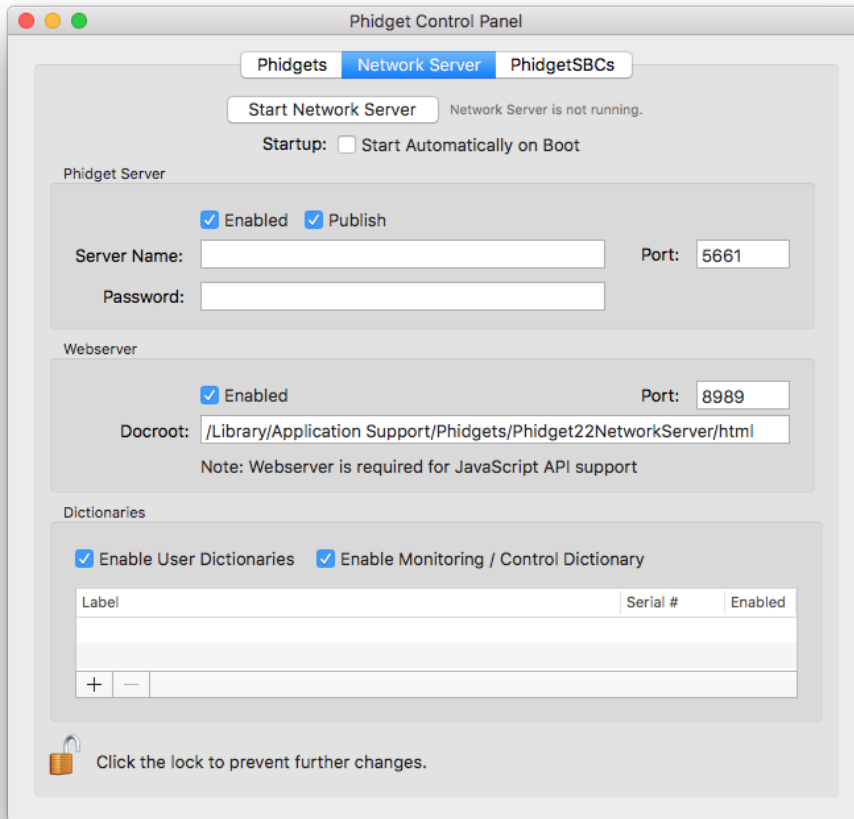 Phidget Control Panel
Phidgets Network Server PhidgetSBCs
Start Network Server Network Server is not running.
Startup: Start Automatically on Boot
Phidget Server
Enabled Publish
Server Name: Port: 5661
Password:
Webserver
Enabled Port: 8989
Docroot: /Library/Application Support/Phidgets/Phidget22NetworkServer/html
Note: Webserver is required for JavaScript API support
Dictionaries
Enable User Dictionaries Enable Monitoring / Control Dictionary
Label Serial # Enabled
+ −
Click the lock to prevent further changes.